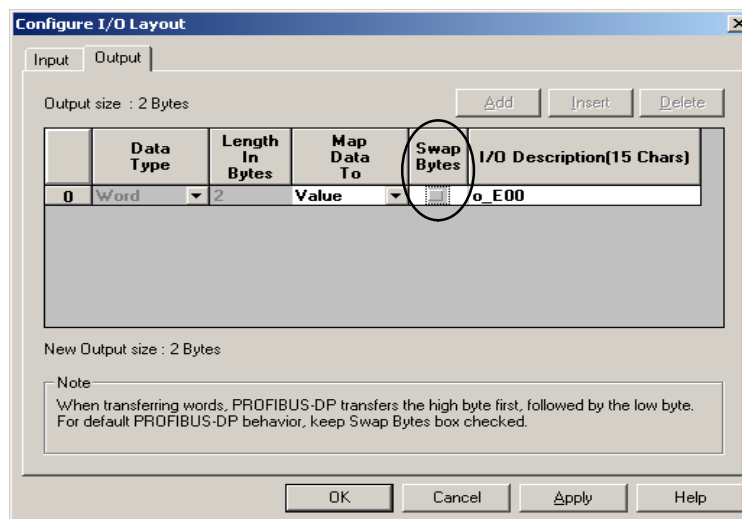 Configure I/O Layout
Input
Output
Output size : 2 Bytes
Add
Insert
Delete
Data Type
Length In Bytes
Map Data To
Swap Bytes
I/O Description(15 Chars)
0
Word
2
Value
o_E00
New Output size : 2 Bytes
Note
When transferring words, PROFIBUS-DP transfers the high byte first, followed by the low byte.
For default PROFIBUS-DP behavior, keep Swap Bytes box checked.
OK
Cancel
Apply
Help